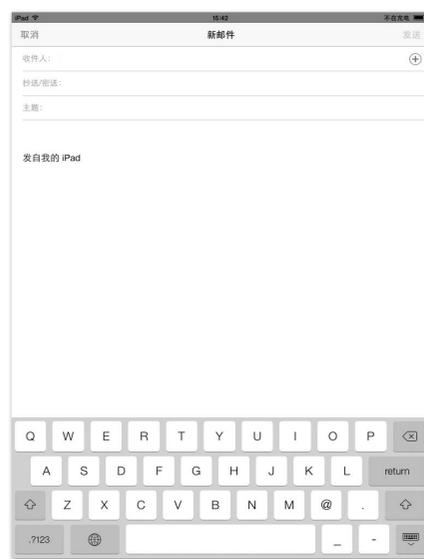 iPad 15:42 不在充电
取消 新邮件 发送
收件人:
抄送/密送:
主题:
发自我的 iPad
Q W E R T Y U I O P
A S D F G H J K L return
Z X C V B N M @ .
.?123 _ -